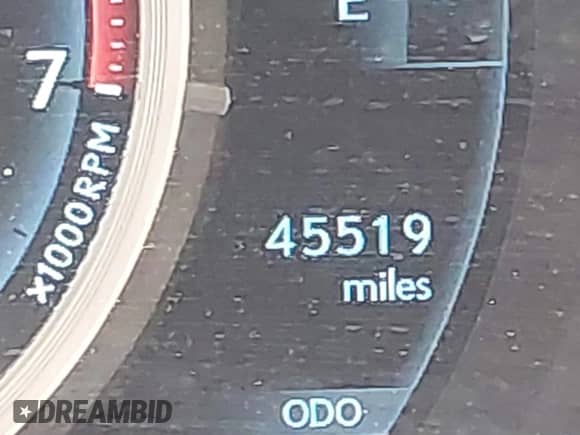 E
7
x1000RPM
45519
miles
ODO
DREAMBID